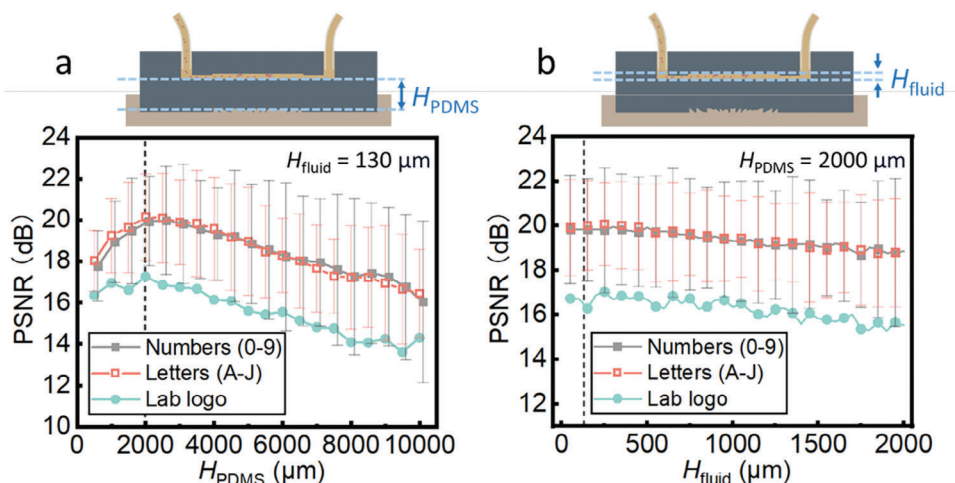 a
H_PDMS
24
22
20
18
16
14
12
10
PSNR (dB)
H_fluid = 130 μm
Numbers (0-9)
Letters (A-J)
Lab logo
0 2000 4000 6000 8000 10000
H_PDMS (μm)
b
H_fluid
24
22
20
18
16
14
12
PSNR (dB)
H_PDMS = 2000 μm
Numbers (0-9)
Letters (A-J)
Lab logo
0 500 1000 1500 2000
H_fluid (μm)